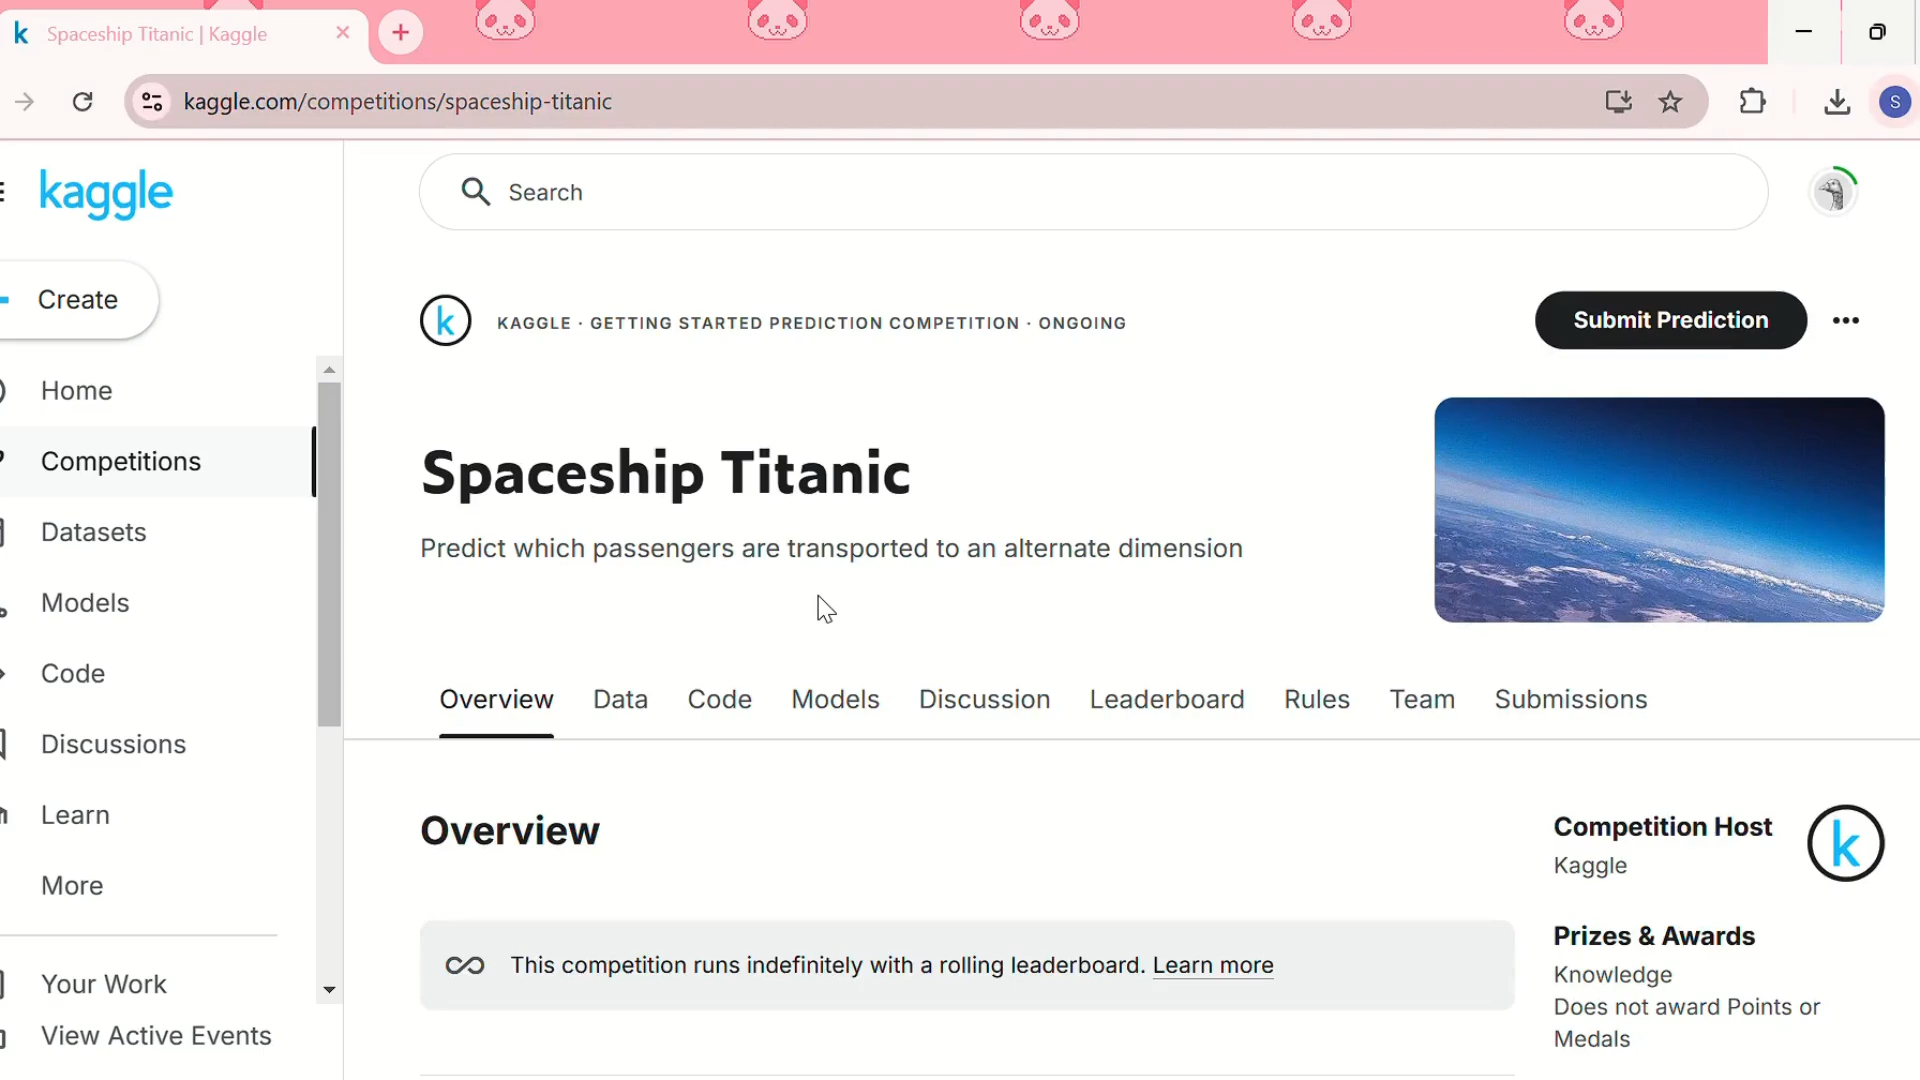 Spaceship Titanic | Kaggle
kaggle.com/competitions/spaceship-titanic
S
kaggle
Search
Create
k
KAGGLE · GETTING STARTED PREDICTION COMPETITION · ONGOING
Submit Prediction
Home
Competitions
Datasets
Models
Code
Discussions
Learn
More
Your Work
View Active Events
Spaceship Titanic
Predict which passengers are transported to an alternate dimension
Overview Data Code Models Discussion Leaderboard Rules Team Submissions
Overview
This competition runs indefinitely with a rolling leaderboard. Learn more
Competition Host
Kaggle
k
Prizes & Awards
Knowledge
Does not award Points or
Medals